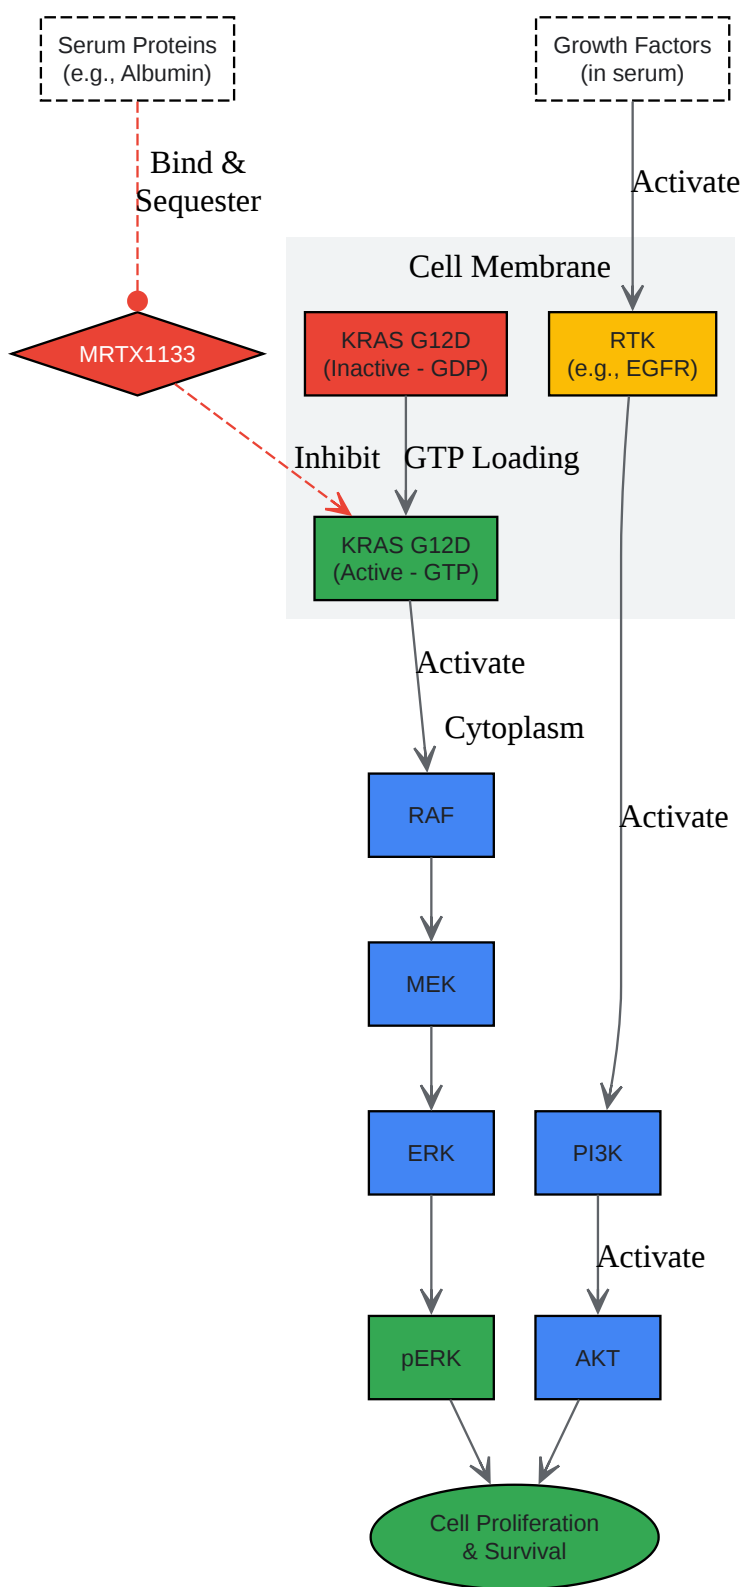 Serum Proteins
(e.g., Albumin)
Growth Factors
(in serum)
Bind &
Sequester
Activate
Cell Membrane
MRTX1133
KRAS G12D
(Inactive - GDP)
RTK
(e.g., EGFR)
Inhibit
GTP Loading
KRAS G12D
(Active - GTP)
Activate
Cytoplasm
RAF
Activate
MEK
ERK
PI3K
Activate
pERK
AKT
Cell Proliferation
& Survival